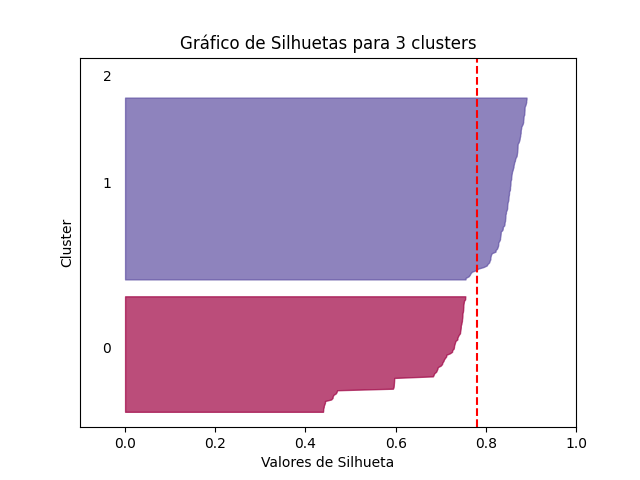 Gráfico de Silhuetas para 3 clusters
2
1
0
Cluster
0.0 0.2 0.4 0.6 0.8 1.0
Valores de Silhueta